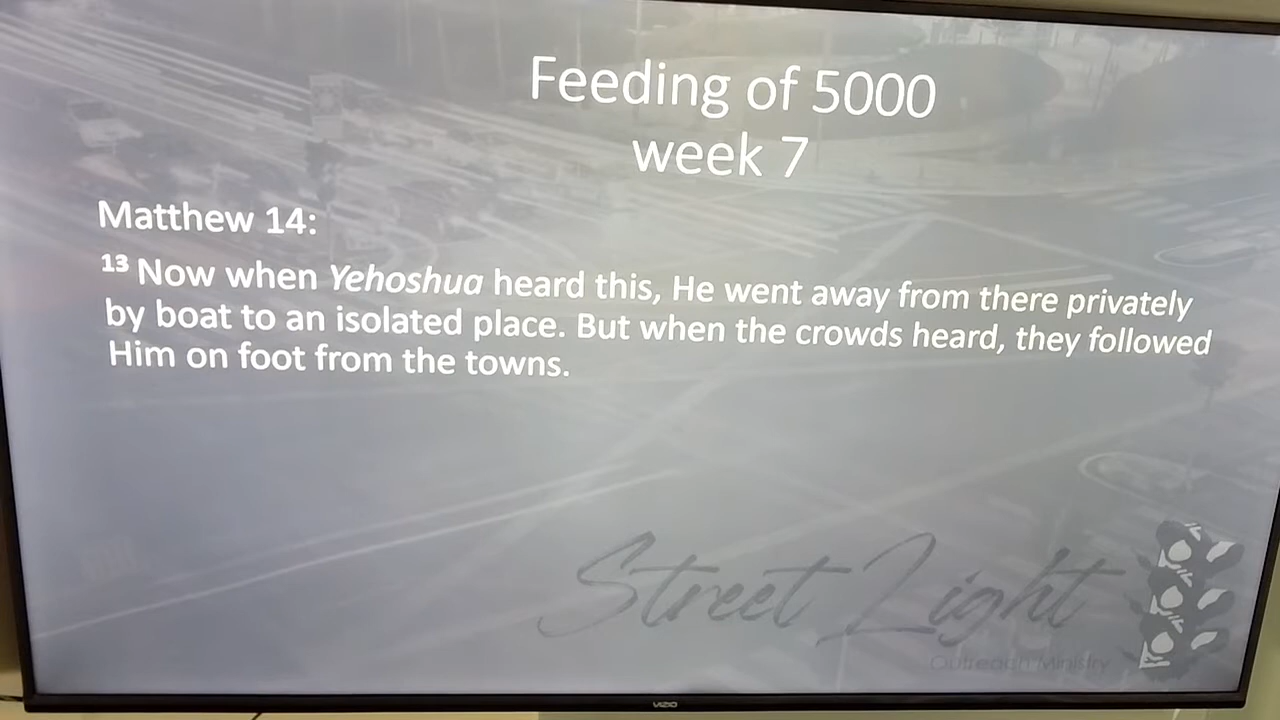 Feeding of 5000
week 7
Matthew 14:
13 Now when Yehoshua heard this, He went away from there privately
by boat to an isolated place. But when the crowds heard, they followed
Him on foot from the towns.
Street Light
Outreach Ministry
VIZIO